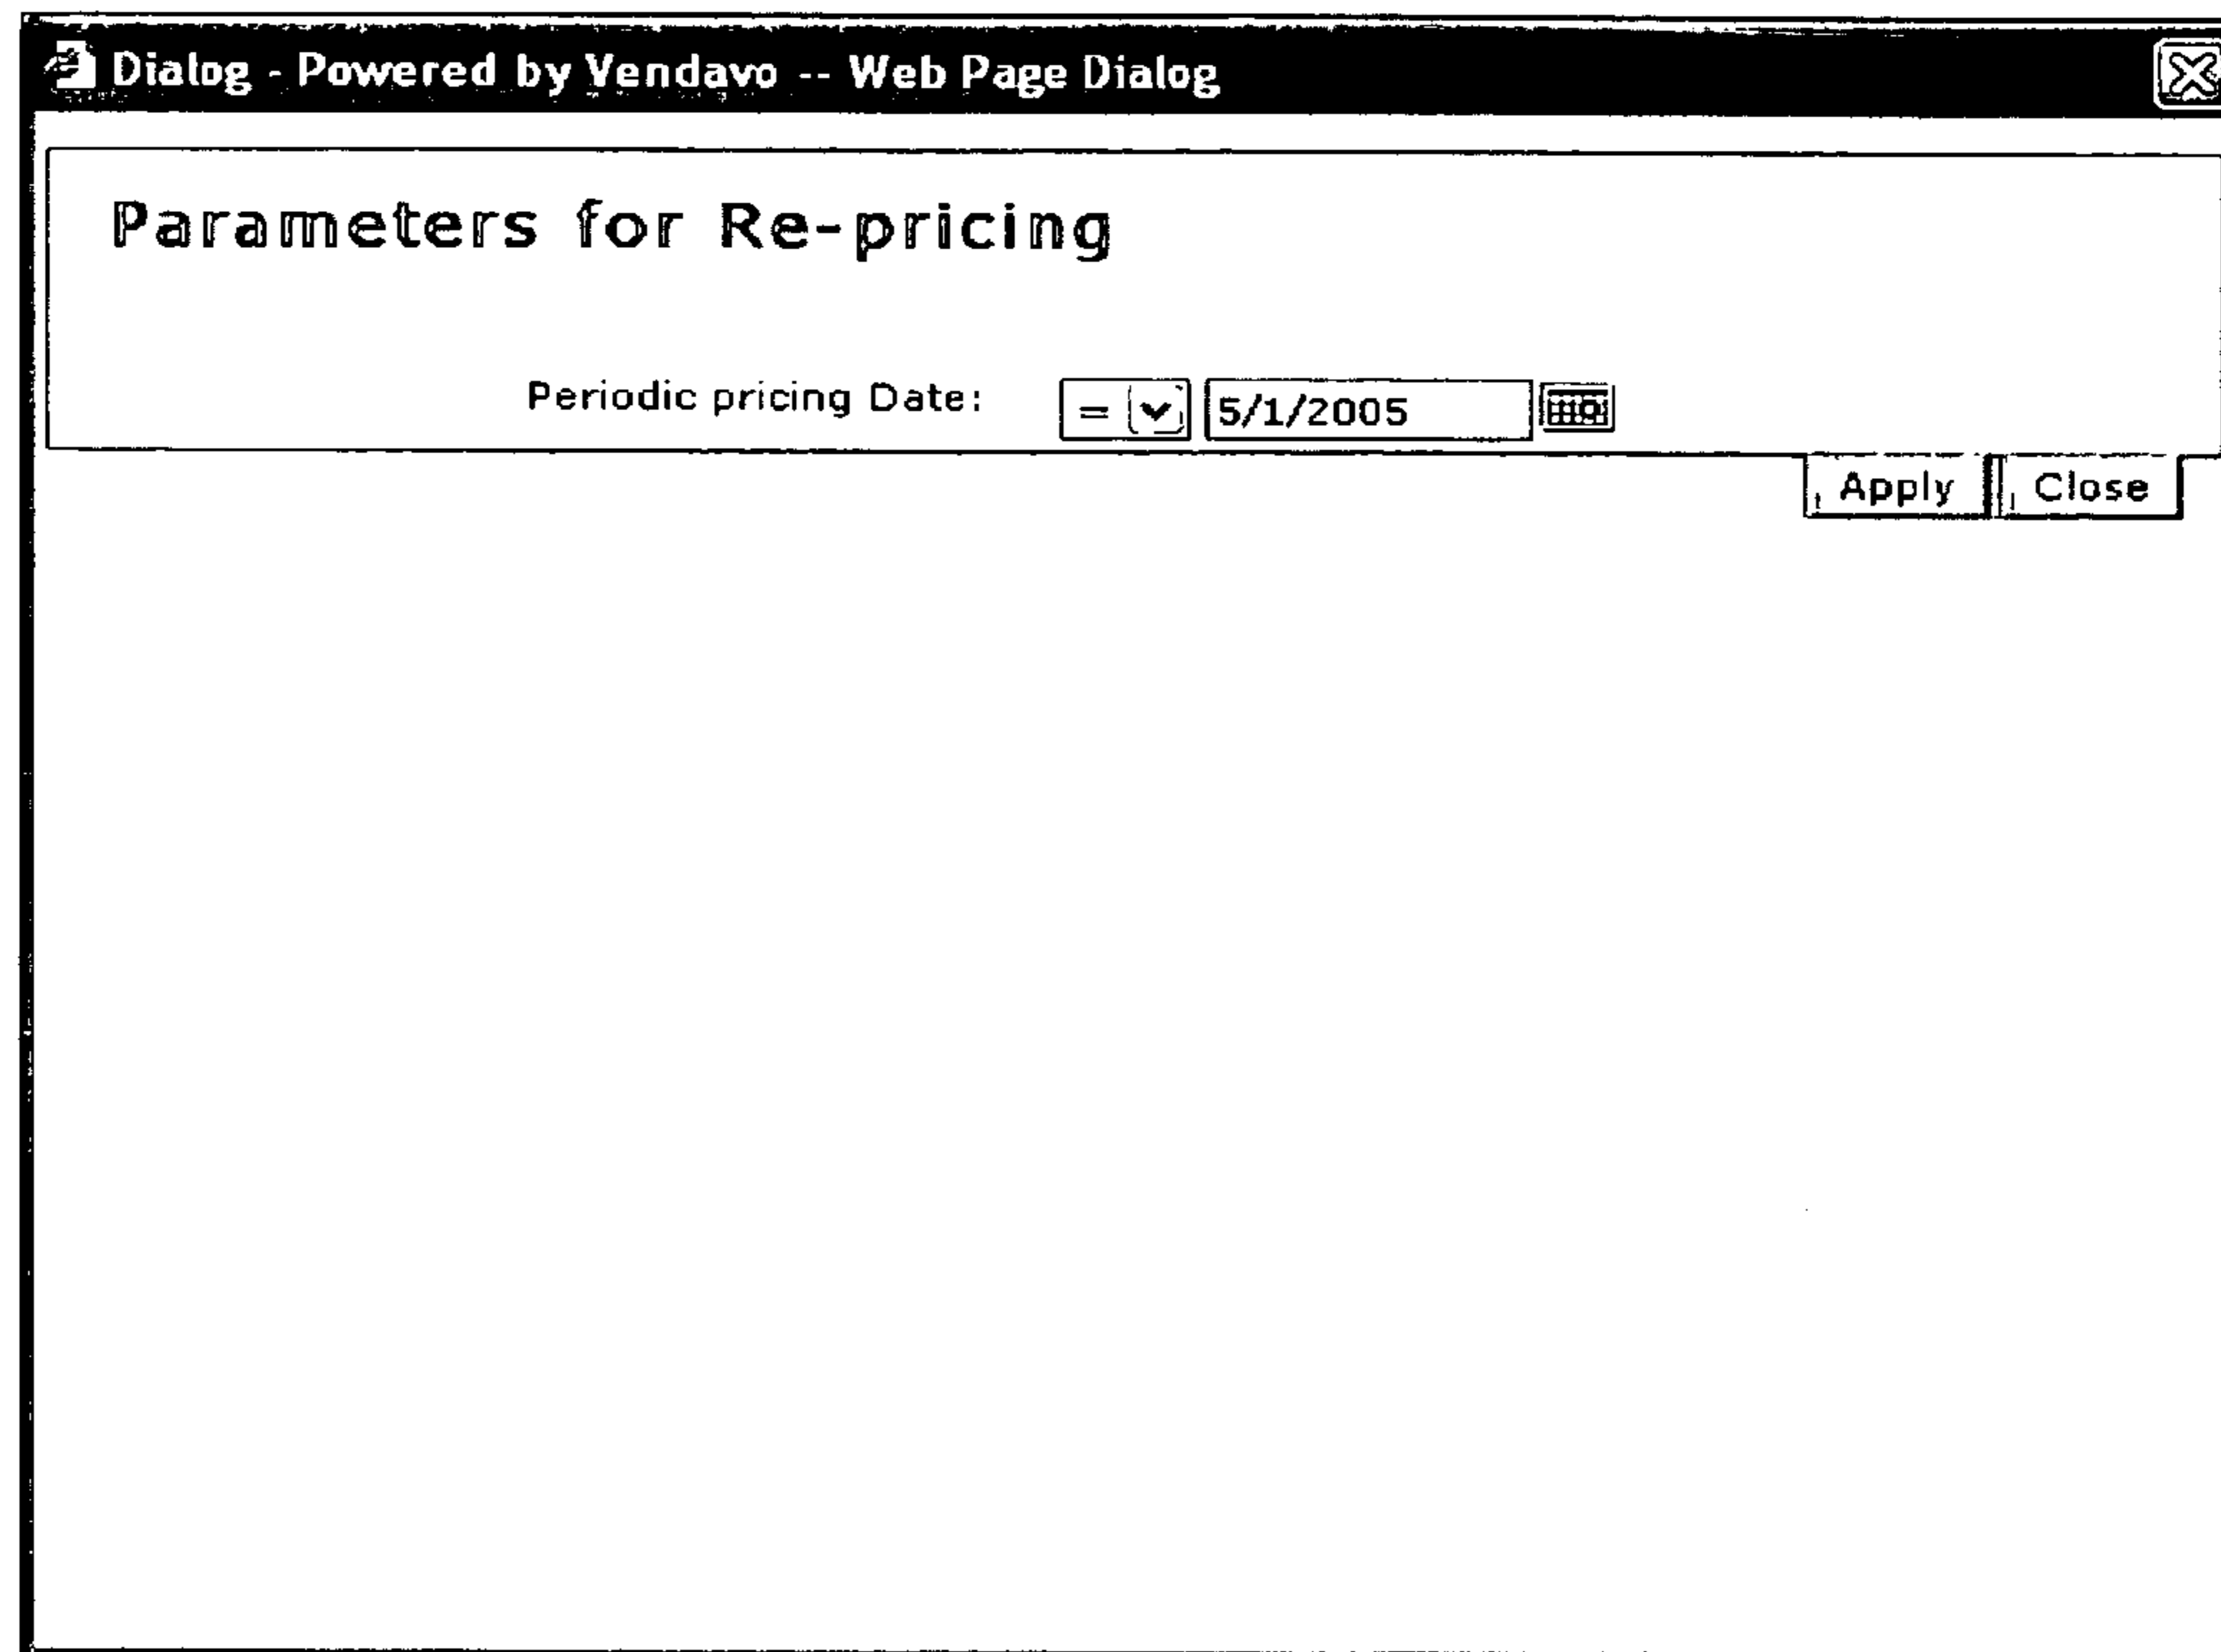 Dialog - Powered by Vendavo -- Web Page Dialog
Parameters for Re-pricing
Periodic pricing Date: = 5/1/2005
Apply Close